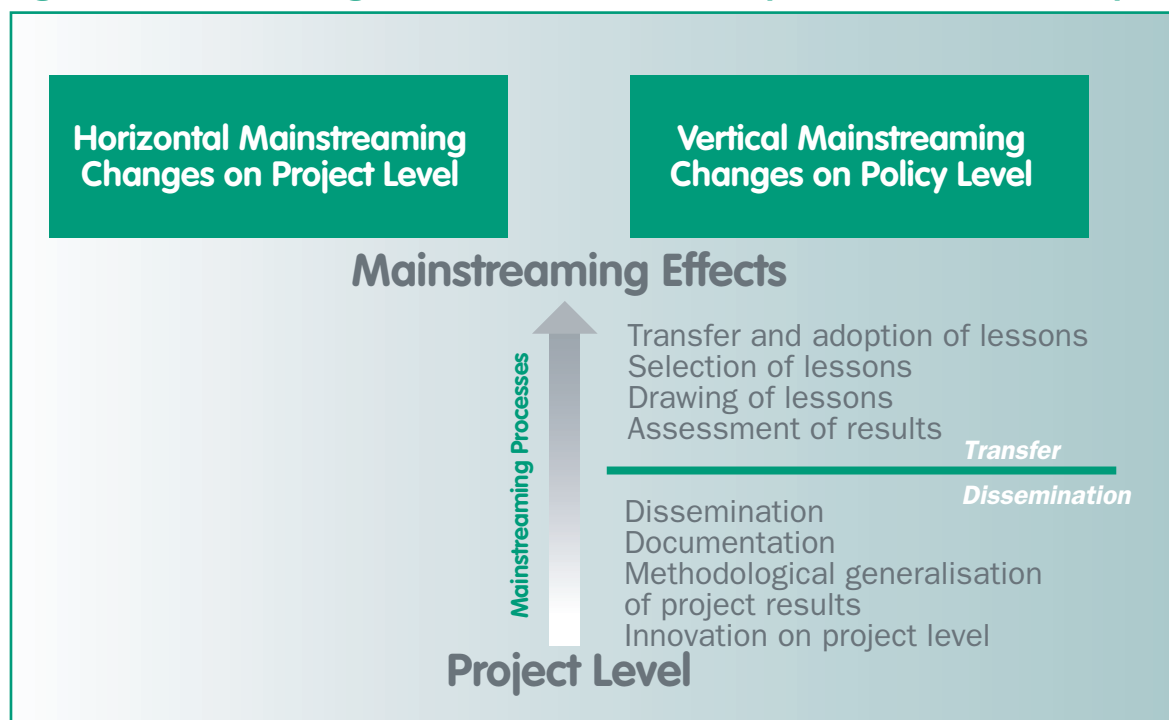 Horizontal Mainstreaming
Changes on Project Level
Vertical Mainstreaming
Changes on Policy Level
Mainstreaming Effects
Mainstreaming Processes
Transfer and adoption of lessons
Selection of lessons
Drawing of lessons
Assessment of results
Transfer
Dissemination
Dissemination
Documentation
Methodological generalisation
of project results
Innovation on project level
Project Level